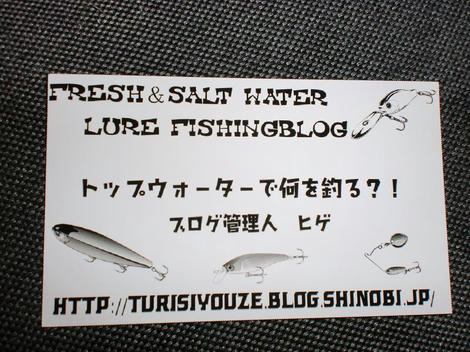 FRESH&SALT WATER
LURE FISHINGBLOG
トップウォーターで何を釣る?!
ブログ管理人 ヒゲ
HTTP://TURISIYOUZE.BLOG.SHINOBI.JP/